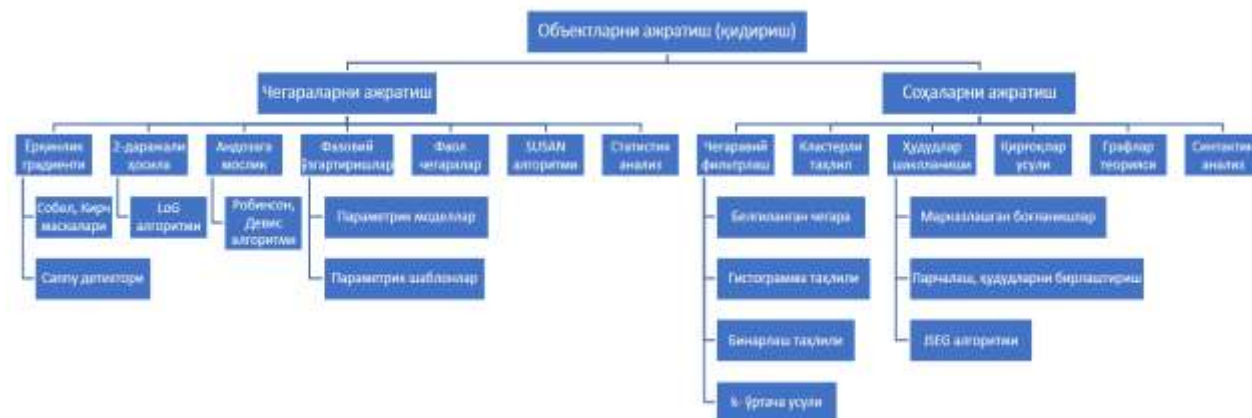 Объектларни ажратиш (қидириш)
Чегараларни ажратиш
Соҳаларни ажратиш
Ёрқинлик
градиенти
2-даражали
ҳосила
Андозага
мослик
Фазовий
ўзгартиришлар
Фаол
чегаралар
SUSAN
алгоритми
Статистик
анализ
Чегаравий
фильтрлаш
Кластерли
таҳлил
Ҳудудлар
шаклланиши
Қирғоқлар
усули
Графлар
теорияси
Синтактик
анализ
Собел, Кирч
маскалари
LoG
алгоритми
Робинсон,
Девис
алгоритми
Параметрик моделлар
Белгиланган чегара
Марказлашган боғланишлар
Canny детектори
Параметрик шаблонлар
Гистограмма таҳлили
Парчалаш, ҳудудларни бирлаштириш
Бинарлаш таҳлили
JSEG алгоритми
k- ўртача усули